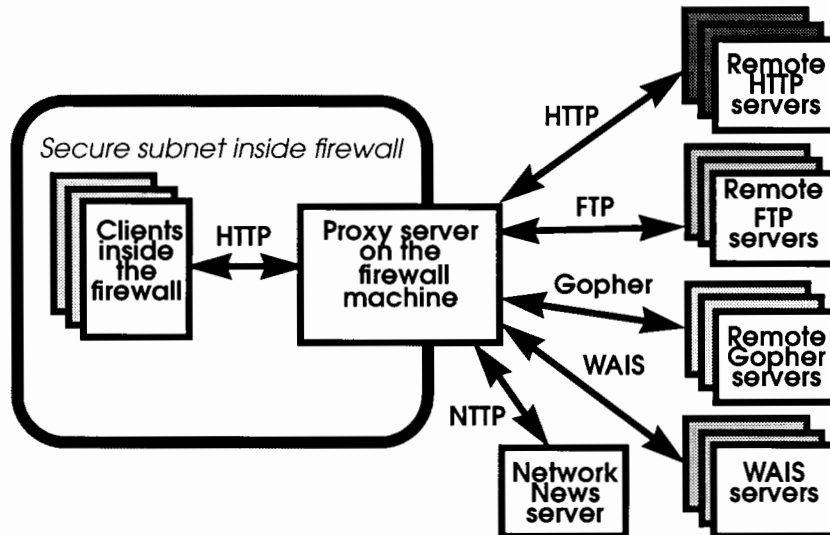 Secure subnet inside firewall
Clients
inside
the
firewall
HTTP
Proxy server
on the
firewall
machine
HTTP
FTP
Gopher
WAIS
NTTP
Remote
HTTP
servers
Remote
FTP
servers
Remote
Gopher
servers
WAIS
servers
Network
News
server